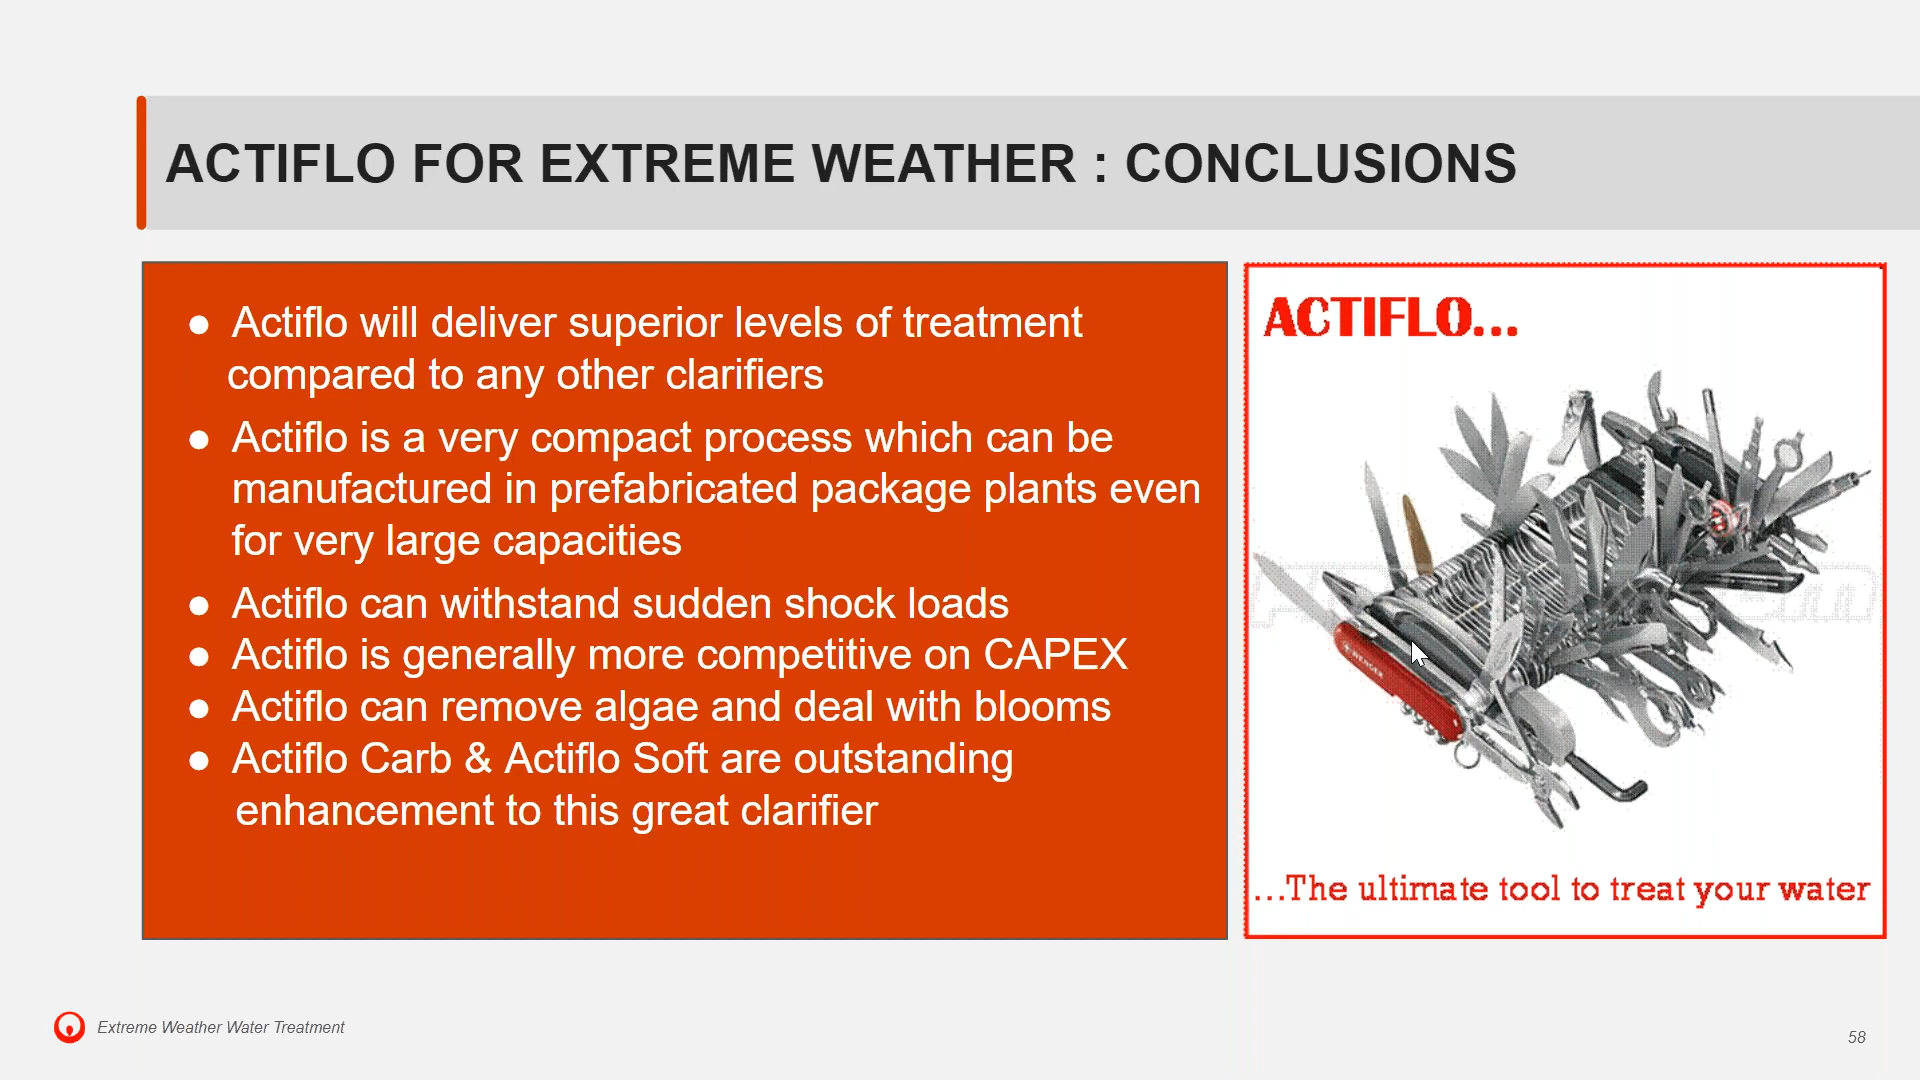 ACTIFLO FOR EXTREME WEATHER : CONCLUSIONS
● Actiflo will deliver superior levels of treatment
compared to any other clarifiers
● Actiflo is a very compact process which can be
manufactured in prefabricated package plants even
for very large capacities
● Actiflo can withstand sudden shock loads
● Actiflo is generally more competitive on CAPEX
● Actiflo can remove algae and deal with blooms
● Actiflo Carb & Actiflo Soft are outstanding
enhancement to this great clarifier
ACTIFLO...
WENGER
...The ultimate tool to treat your water
Extreme Weather Water Treatment
58